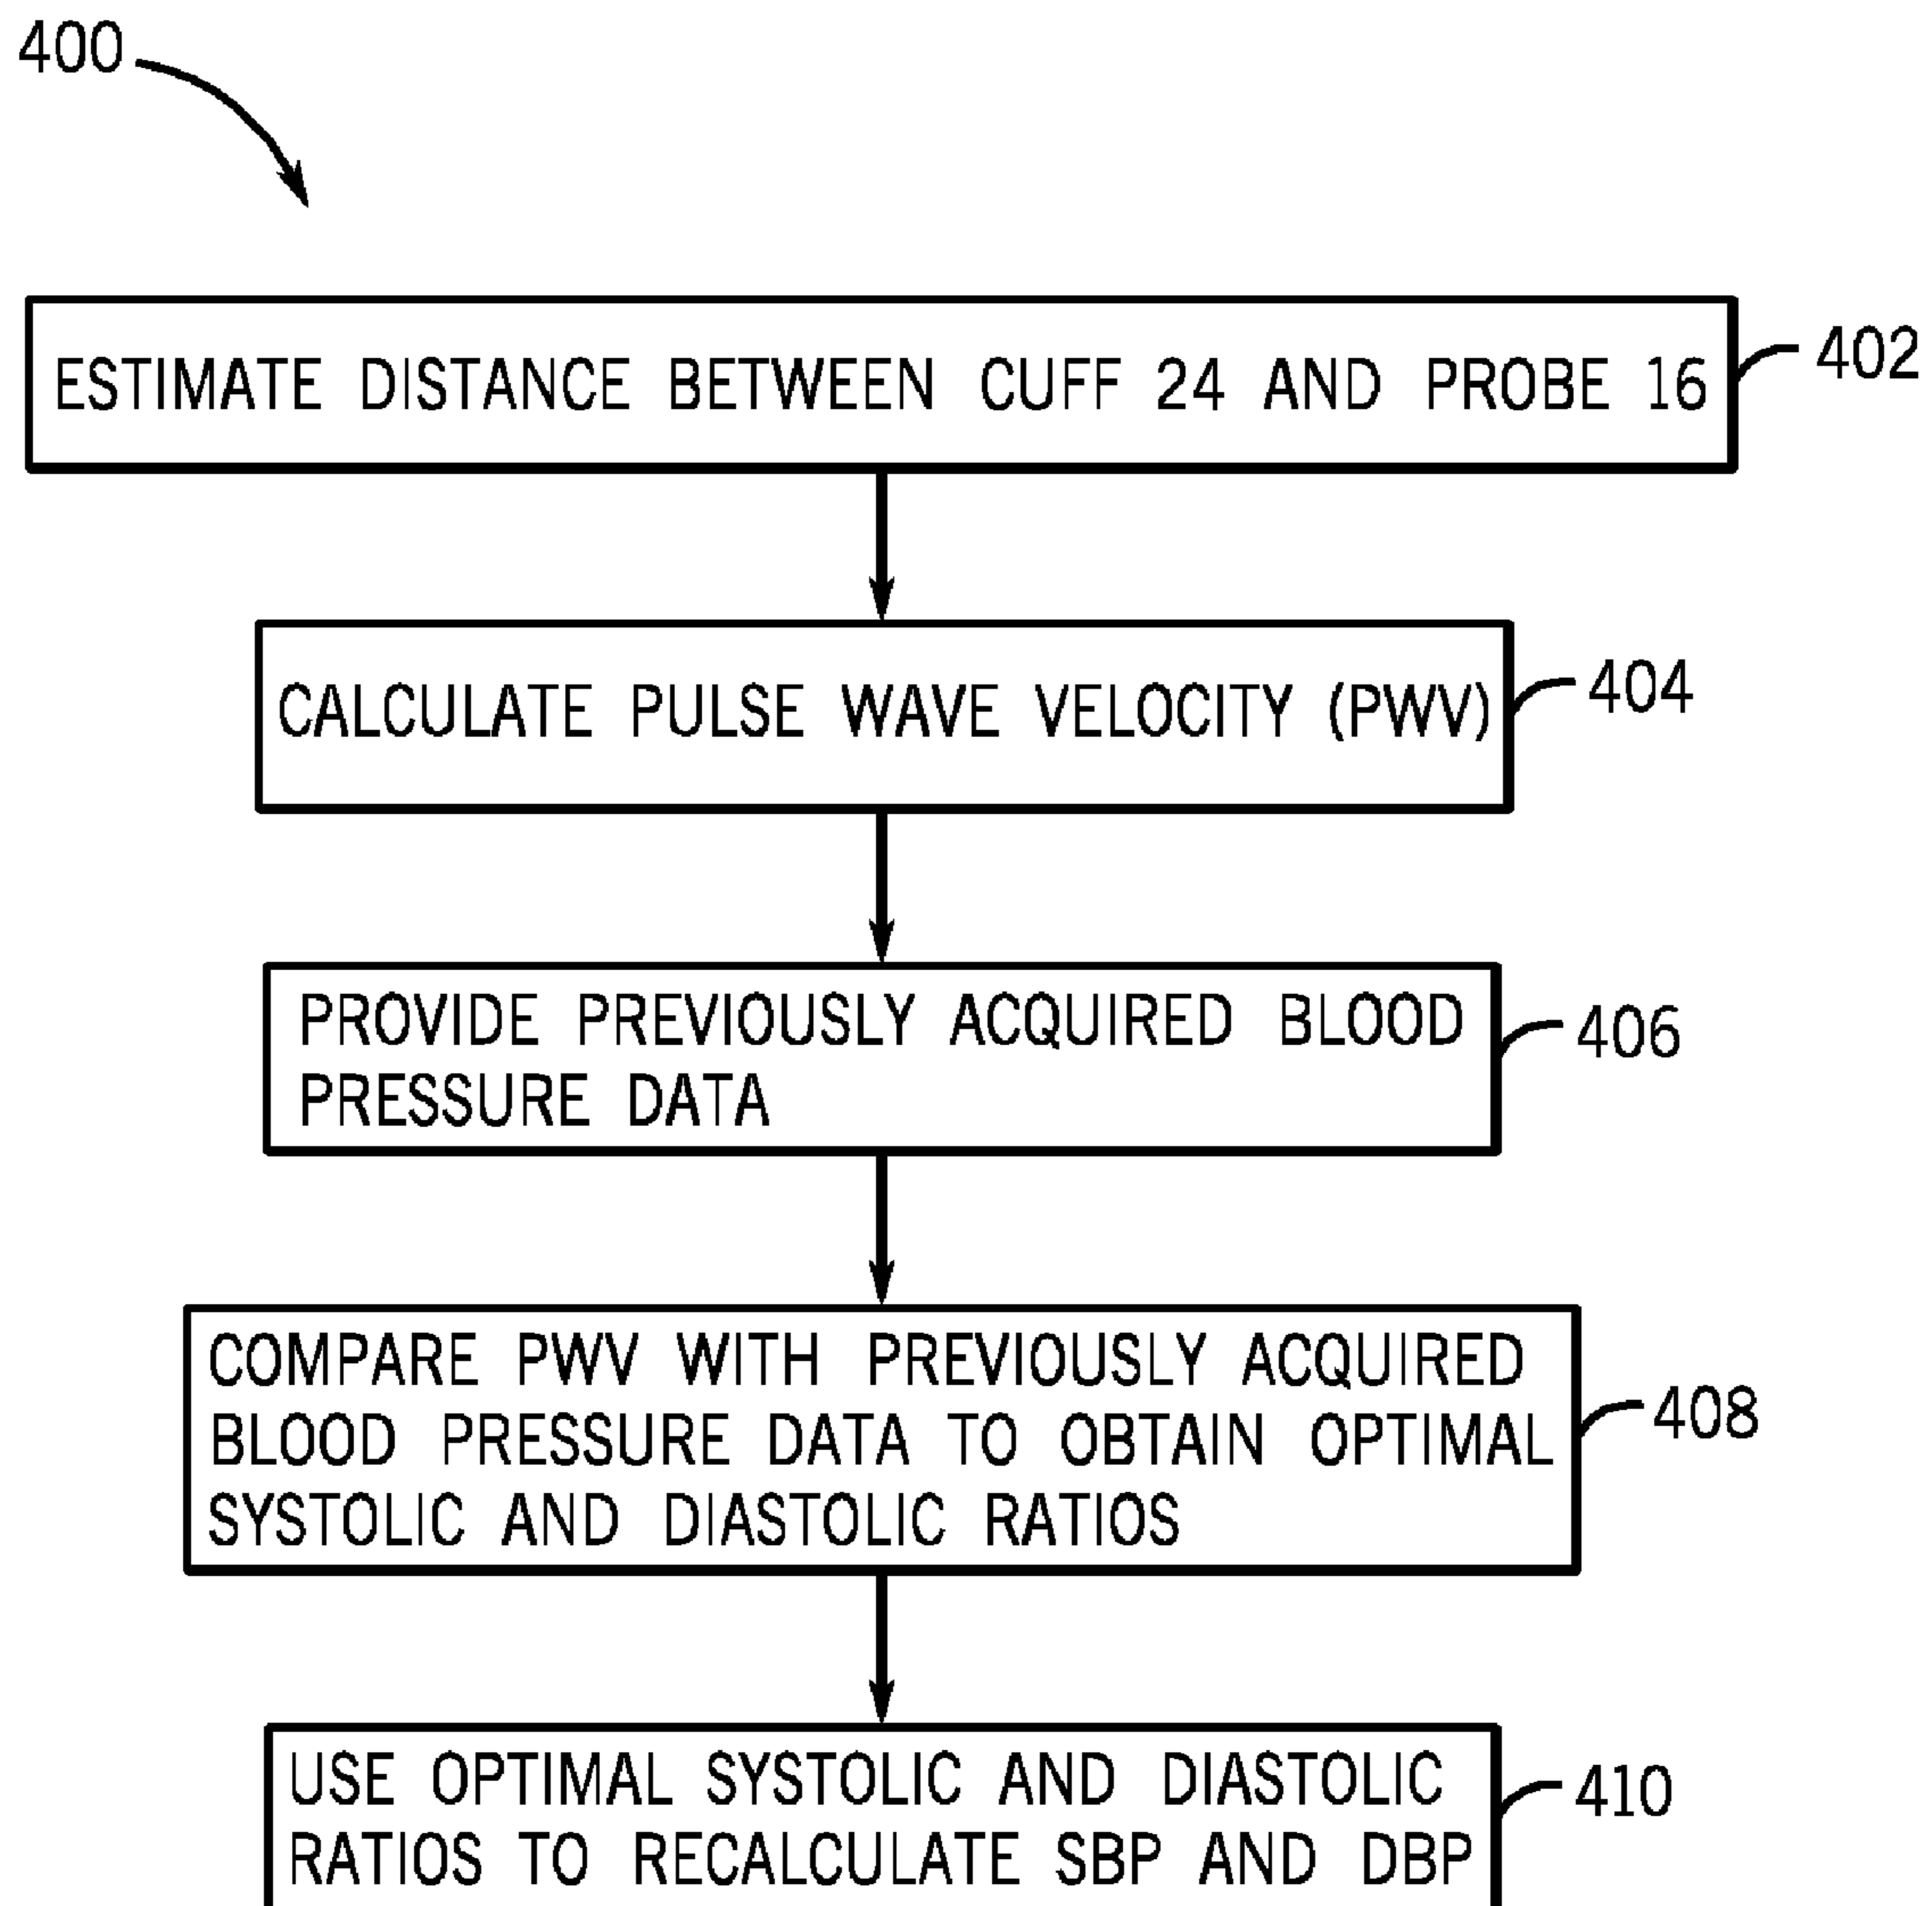 400
ESTIMATE DISTANCE BETWEEN CUFF 24 AND PROBE 16
402
CALCULATE PULSE WAVE VELOCITY (PWV)
404
PROVIDE PREVIOUSLY ACQUIRED BLOOD
PRESSURE DATA
406
COMPARE PWV WITH PREVIOUSLY ACQUIRED
BLOOD PRESSURE DATA TO OBTAIN OPTIMAL
SYSTOLIC AND DIASTOLIC RATIOS
408
USE OPTIMAL SYSTOLIC AND DIASTOLIC
RATIOS TO RECALCULATE SBP AND DBP
410